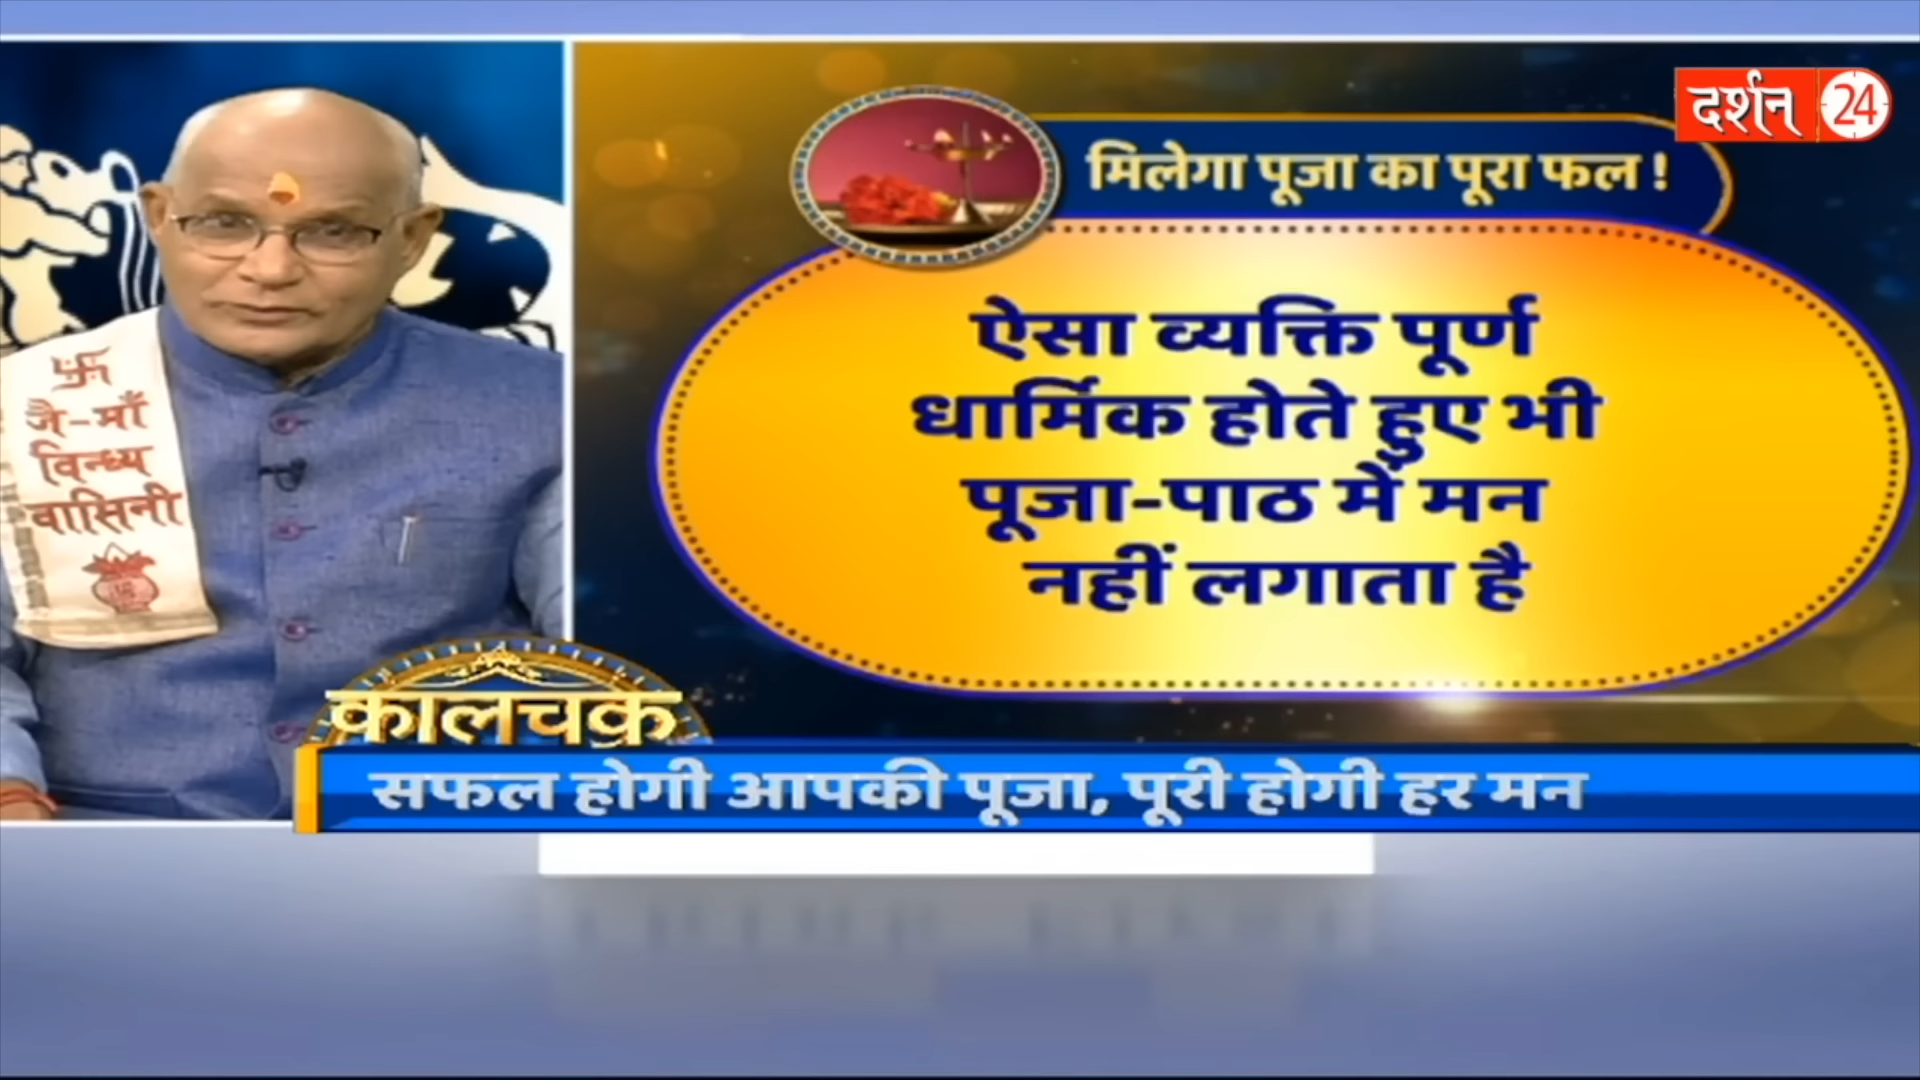 दर्शन 24
मिलेगा पूजा का पूरा फल !
ऐसा व्यक्ति पूर्ण
धार्मिक होते हुए भी
पूजा-पाठ में मन
नहीं लगाता है
जै-माँ
विन्ध्य
वासिनी
कालचक्र
सफल होगी आपकी पूजा, पूरी होगी हर मन